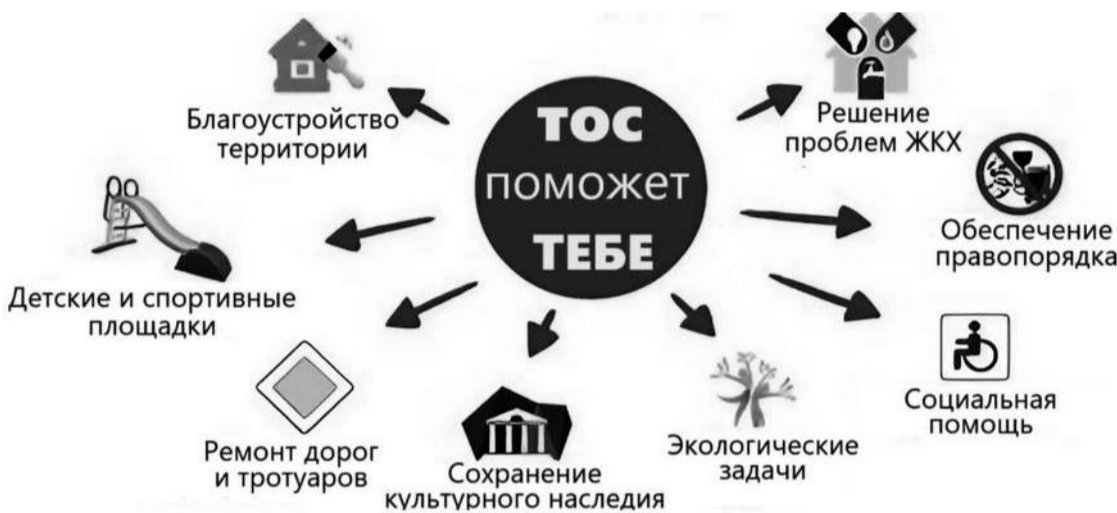 ТОС
поможет
ТЕБЕ
Благоустройство
территории
Решение
проблем ЖКХ
Детские и спортивные
площадки
Обеспечение
правопорядка
Ремонт дорог
и тротуаров
Сохранение
культурного наследия
Экологические
задачи
Социальная
помощь